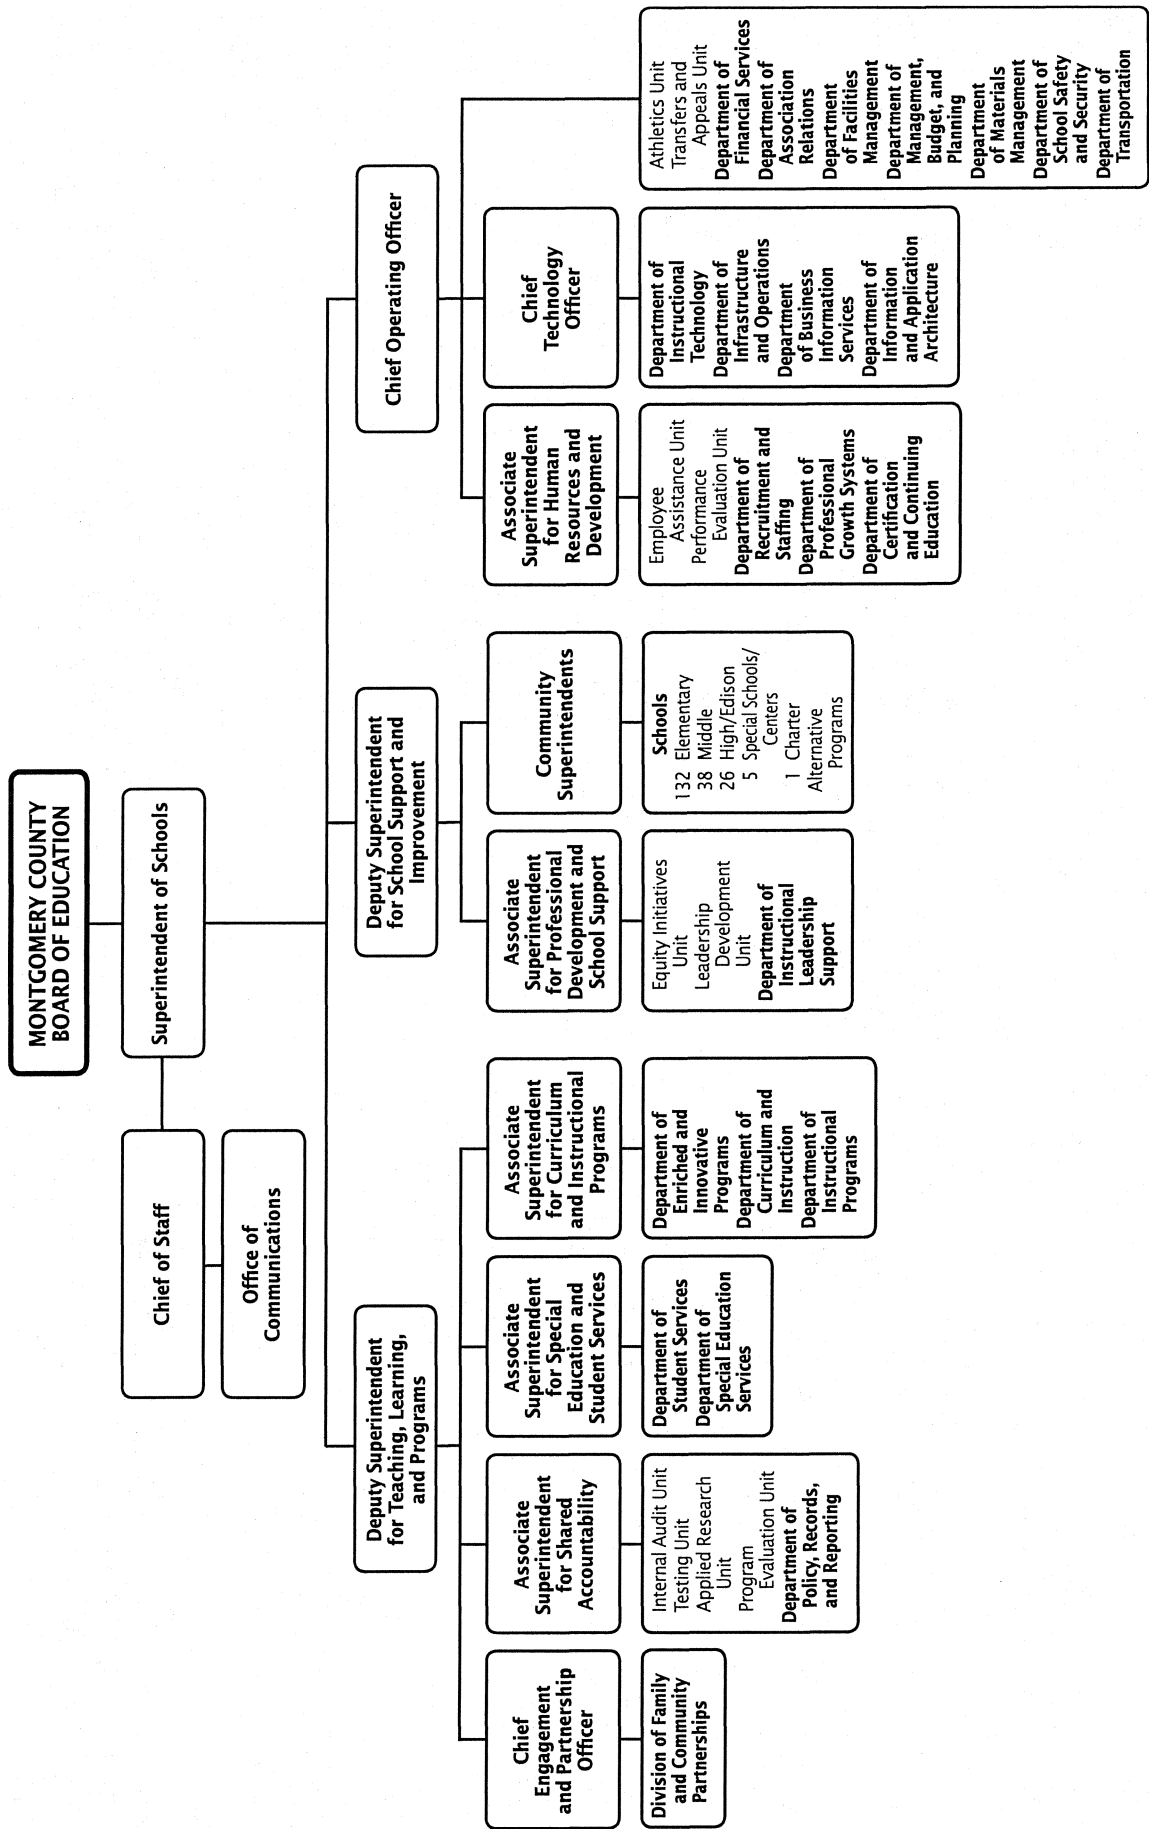 MONTGOMERY COUNTY
BOARD OF EDUCATION
Superintendent of Schools
Chief of Staff
Office of
Communications
Deputy Superintendent
for Teaching, Learning,
and Programs
Chief
Engagement
and Partnership
Officer
Division of Family
and Community
Partnerships
Associate
Superintendent
for Shared
Accountability
Internal Audit Unit
Testing Unit
Applied Research
Unit
Program
Evaluation Unit
Department of
Policy, Records,
and Reporting
Associate
Superintendent
for Special
Education and
Student Services
Department of
Student Services
Department of
Special Education
Services
Associate
Superintendent
for Curriculum
and Instructional
Programs
Department of
Enriched and
Innovative
Programs
Department of
Curriculum and
Instruction
Department of
Instructional
Programs
Deputy Superintendent
for School Support and
Improvement
Associate
Superintendent
for Professional
Development and
School Support
Equity Initiatives
Unit
Leadership
Development
Unit
Department of
Instructional
Leadership
Support
Community
Superintendents
Schools
132 Elementary
38 Middle
26 High/Edison
5 Special Schools/
Centers
1 Charter
Alternative
Programs
Chief Operating Officer
Associate
Superintendent
for Human
Resources and
Development
Employee
Assistance Unit
Performance
Evaluation Unit
Department of
Recruitment and
Staffing
Department of
Professional
Growth Systems
Department of
Certification
and Continuing
Education
Chief
Technology
Officer
Department of
Instructional
Technology
Department of
Infrastructure
and Operations
Department
of Business
Information
Services
Department of
Information
and Application
Architecture
Athletics Unit
Transfers and
Appeals Unit
Department of
Financial Services
Department of
Association
Relations
Department
of Facilities
Management
Department of
Management,
Budget, and
Planning
Department
of Materials
Management
Department of
School Safety
and Security
Department of
Transportation